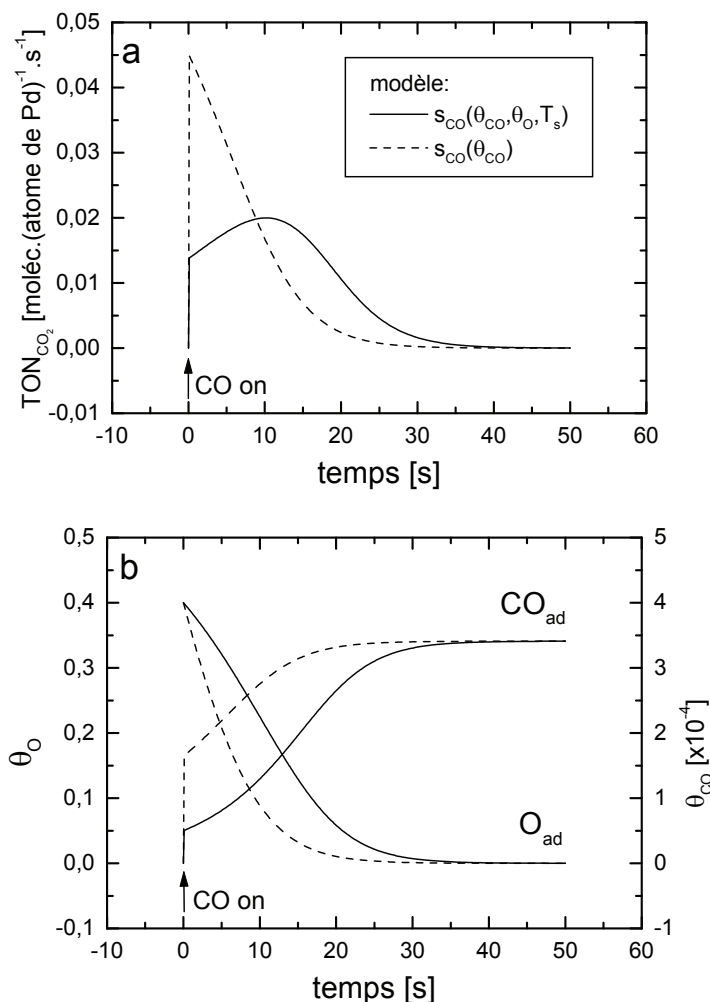 a
0,05
0,04
0,03
0,02
0,01
0,00
-0,01
TON_CO₂ [moléc.(atome de Pd)⁻¹.s⁻¹]
modèle:
s_CO(θ_CO,θ_O,T_s)
s_CO(θ_CO)
CO on
-10 0 10 20 30 40 50 60
temps [s]
b
0,5
0,4
0,3
0,2
0,1
0,0
-0,1
θ_O
CO_ad
O_ad
CO on
5
4
3
2
1
0
θ_CO [x10⁻⁴]
-10 0 10 20 30 40 50 60
temps [s]